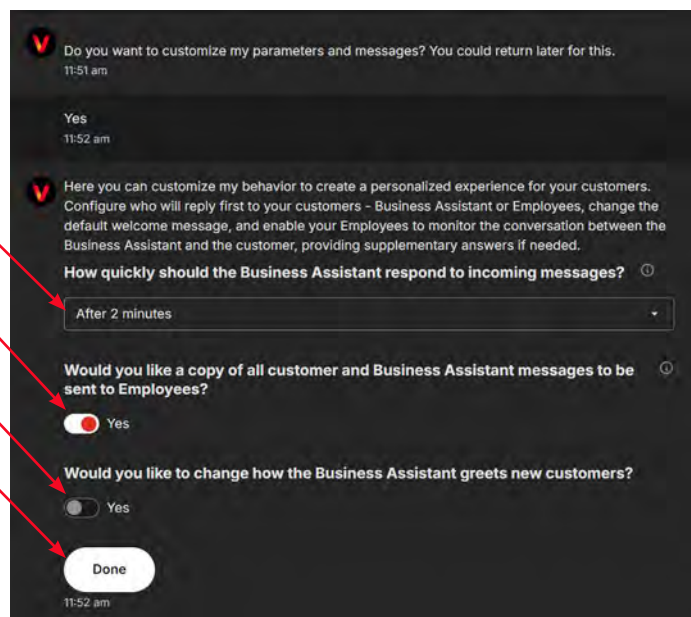 Do you want to customize my parameters and messages? You could return later for this.
11:51 am
Yes
11:52 am
Here you can customize my behavior to create a personalized experience for your customers.
Configure who will reply first to your customers - Business Assistant or Employees, change the
default welcome message, and enable your Employees to monitor the conversation between the
Business Assistant and the customer, providing supplementary answers if needed.
How quickly should the Business Assistant respond to incoming messages?
After 2 minutes
Would you like a copy of all customer and Business Assistant messages to be
sent to Employees?
Yes
Would you like to change how the Business Assistant greets new customers?
Yes
Done
11:52 am